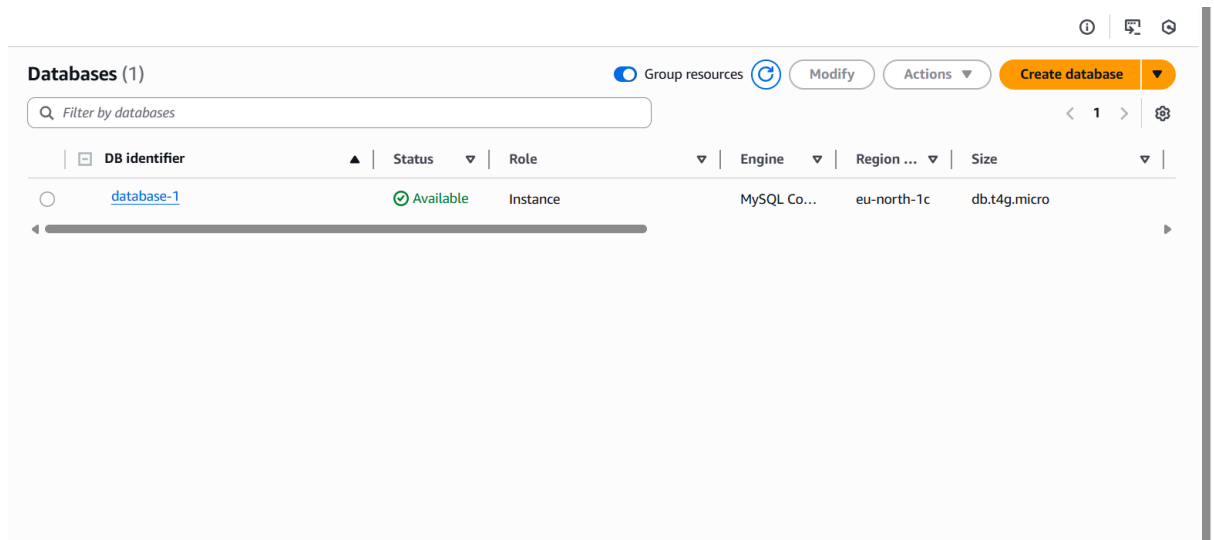 Databases (1)
Group resources
Modify
Actions
Create database
Filter by databases
1
DB identifier
Status
Role
Engine
Region ...
Size
database-1
Available
Instance
MySQL Co...
eu-north-1c
db.t4g.micro